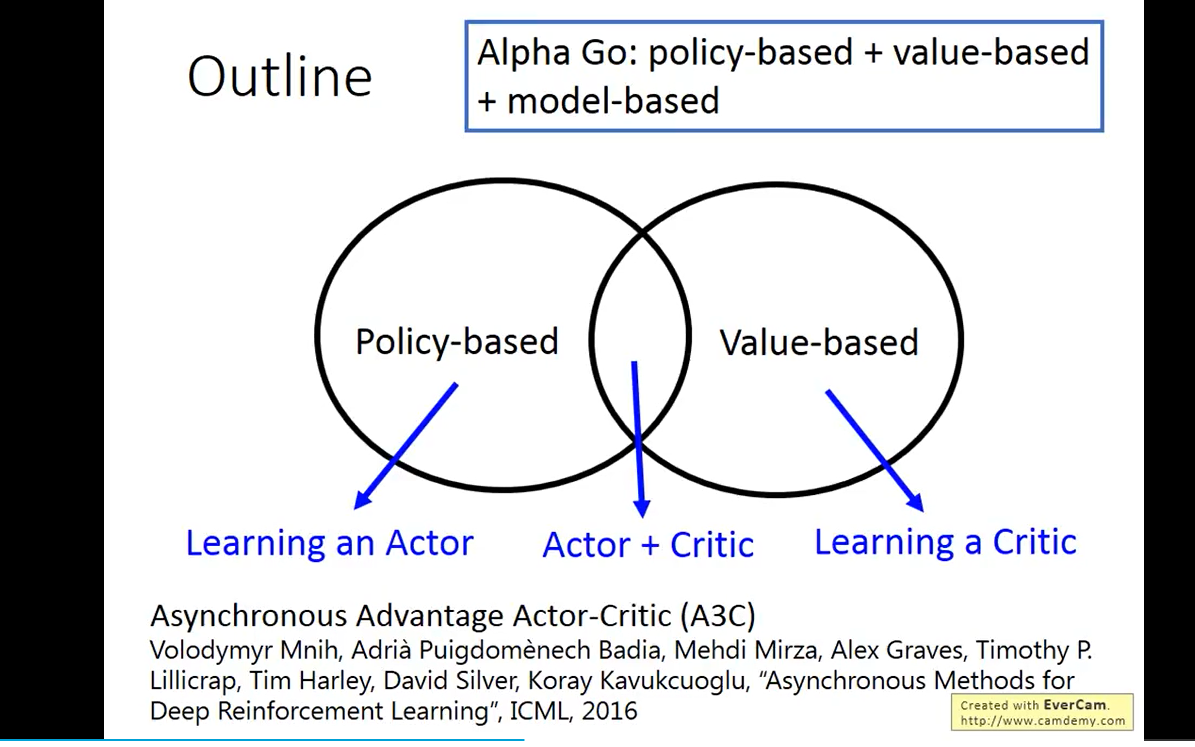 Outline
Alpha Go: policy-based + value-based
+ model-based
Policy-based
Value-based
Learning an Actor
Actor + Critic
Learning a Critic
Asynchronous Advantage Actor-Critic (A3C)
Volodymyr Mnih, Adrià Puigdomènech Badia, Mehdi Mirza, Alex Graves, Timothy P.
Lillicrap, Tim Harley, David Silver, Koray Kavukcuoglu, “Asynchronous Methods for
Deep Reinforcement Learning”, ICML, 2016
Created with EverCam.
http://www.camdemy.com